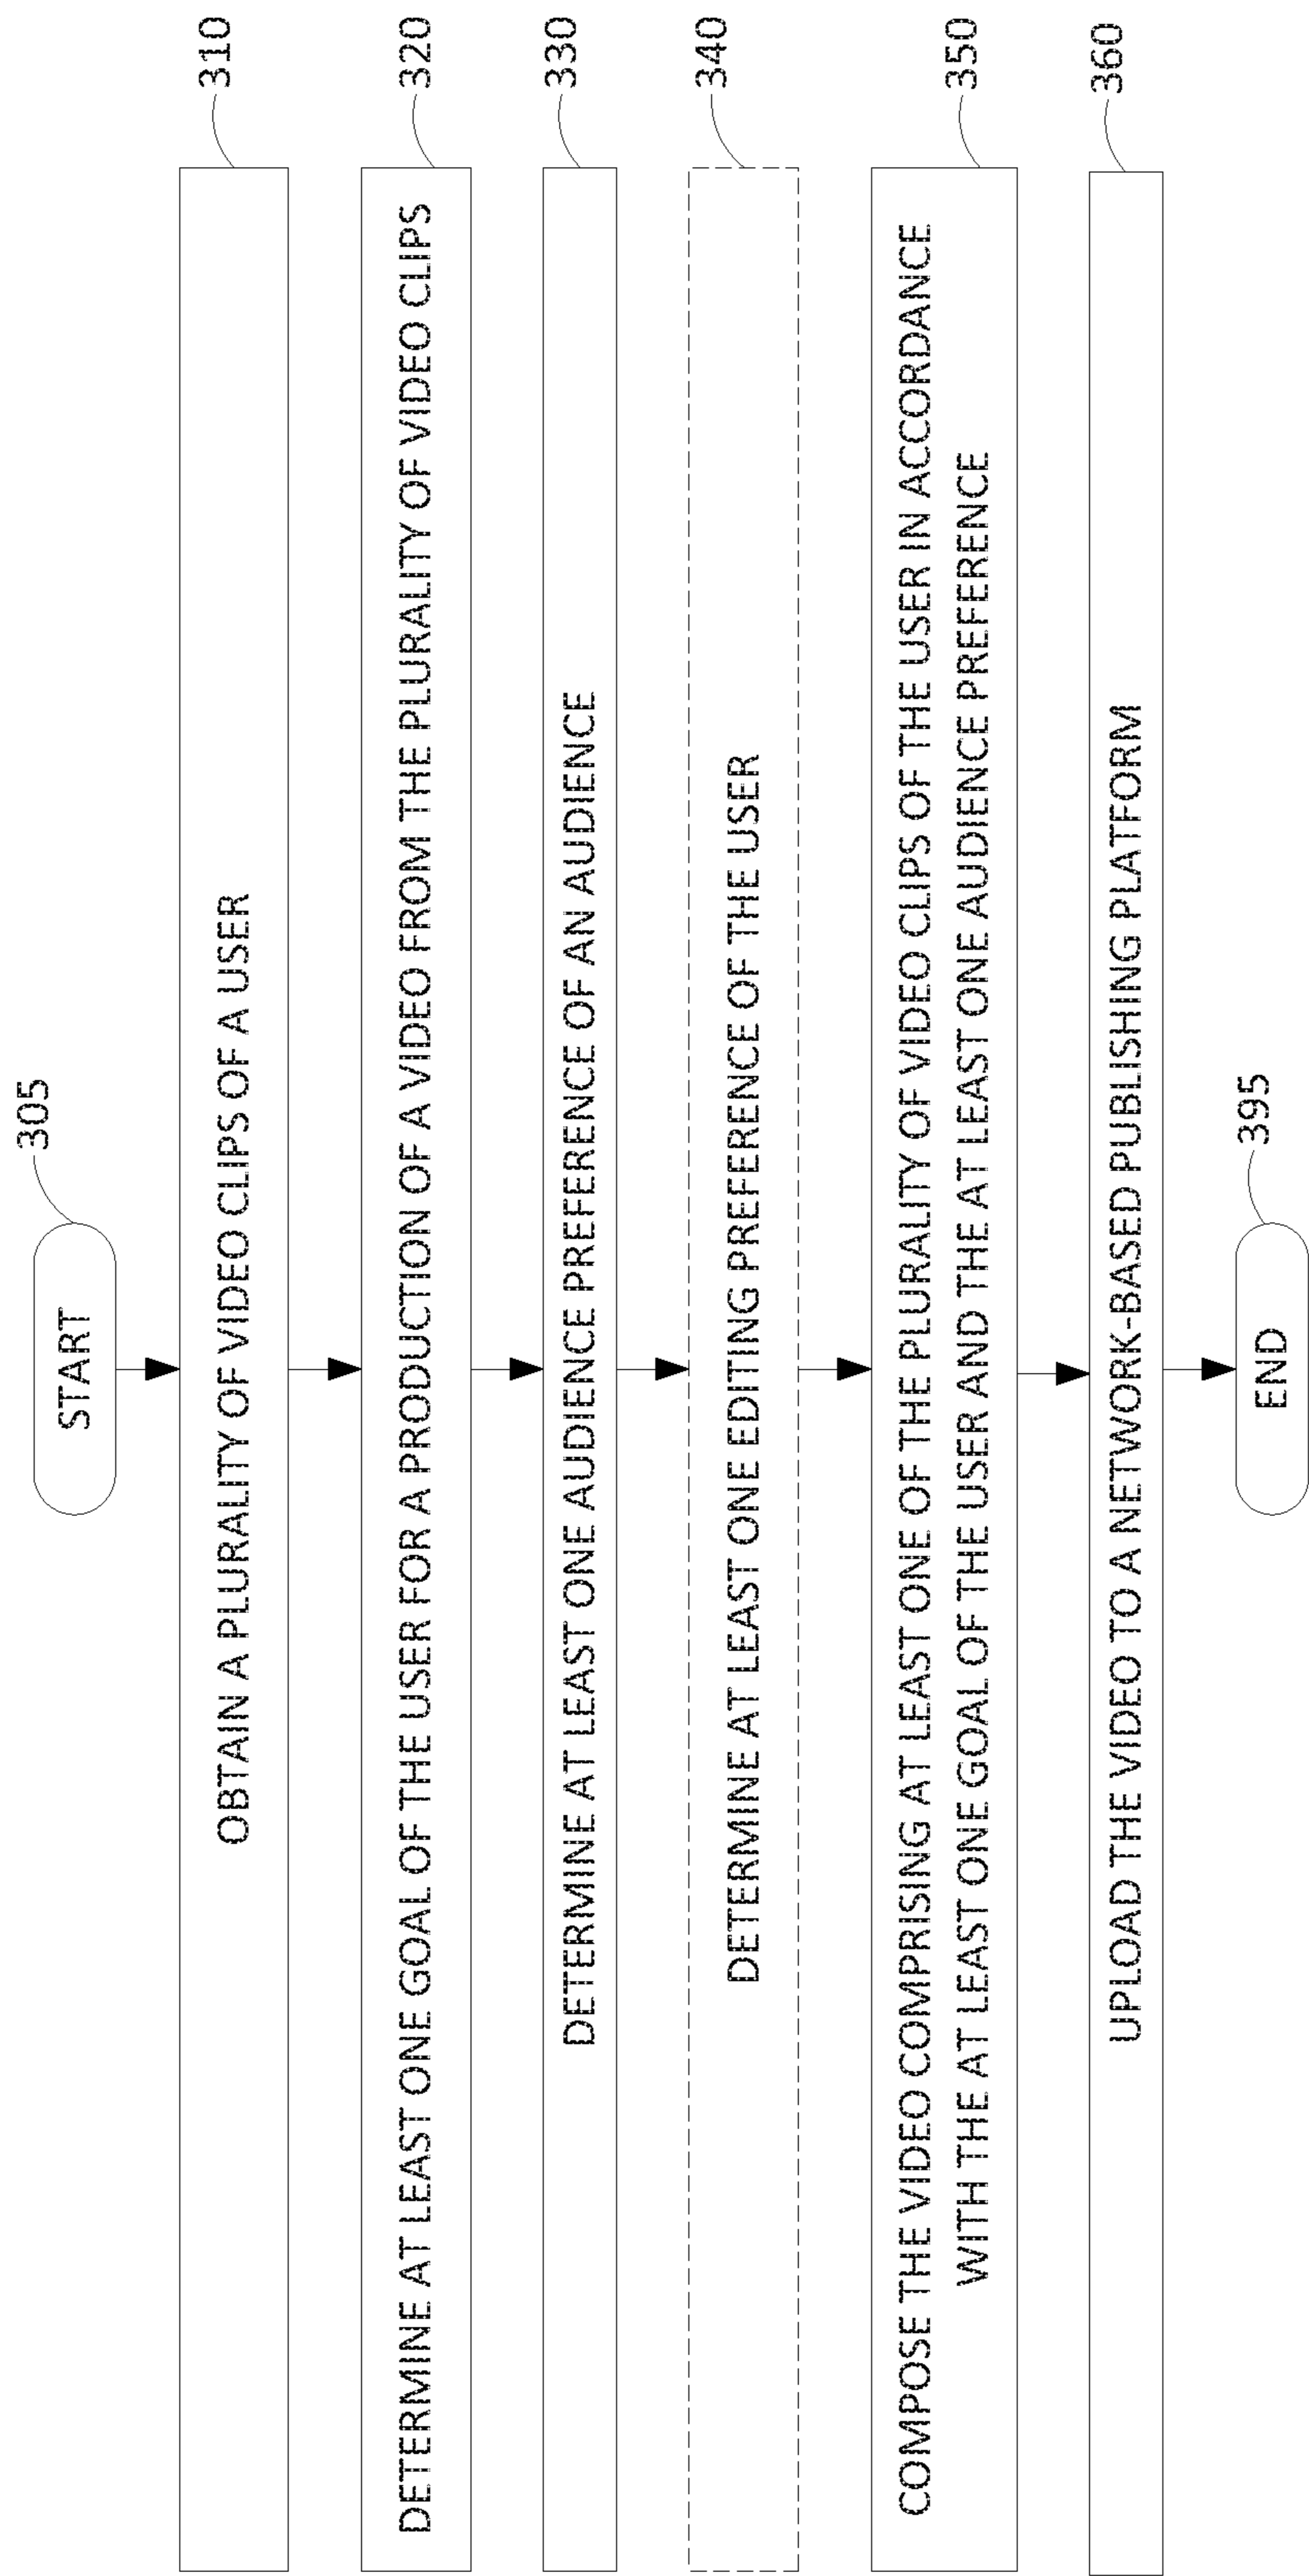 305
START
310
OBTAIN A PLURALITY OF VIDEO CLIPS OF A USER
320
DETERMINE AT LEAST ONE GOAL OF THE USER FOR A PRODUCTION OF A VIDEO FROM THE PLURALITY OF VIDEO CLIPS
330
DETERMINE AT LEAST ONE AUDIENCE PREFERENCE OF AN AUDIENCE
340
DETERMINE AT LEAST ONE EDITING PREFERENCE OF THE USER
350
COMPOSE THE VIDEO COMPRISING AT LEAST ONE OF THE PLURALITY OF VIDEO CLIPS OF THE USER IN ACCORDANCE
WITH THE AT LEAST ONE GOAL OF THE USER AND THE AT LEAST ONE AUDIENCE PREFERENCE
360
UPLOAD THE VIDEO TO A NETWORK-BASED PUBLISHING PLATFORM
395
END